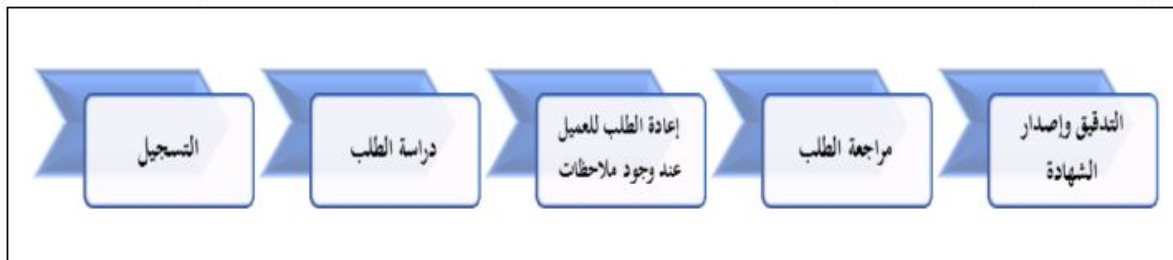 التسجيل
دراسة الطلب
إعادة الطلب للعميل
عند وجود ملاحظات
مراجعة الطلب
التدقيق وإصدار
الشهادة